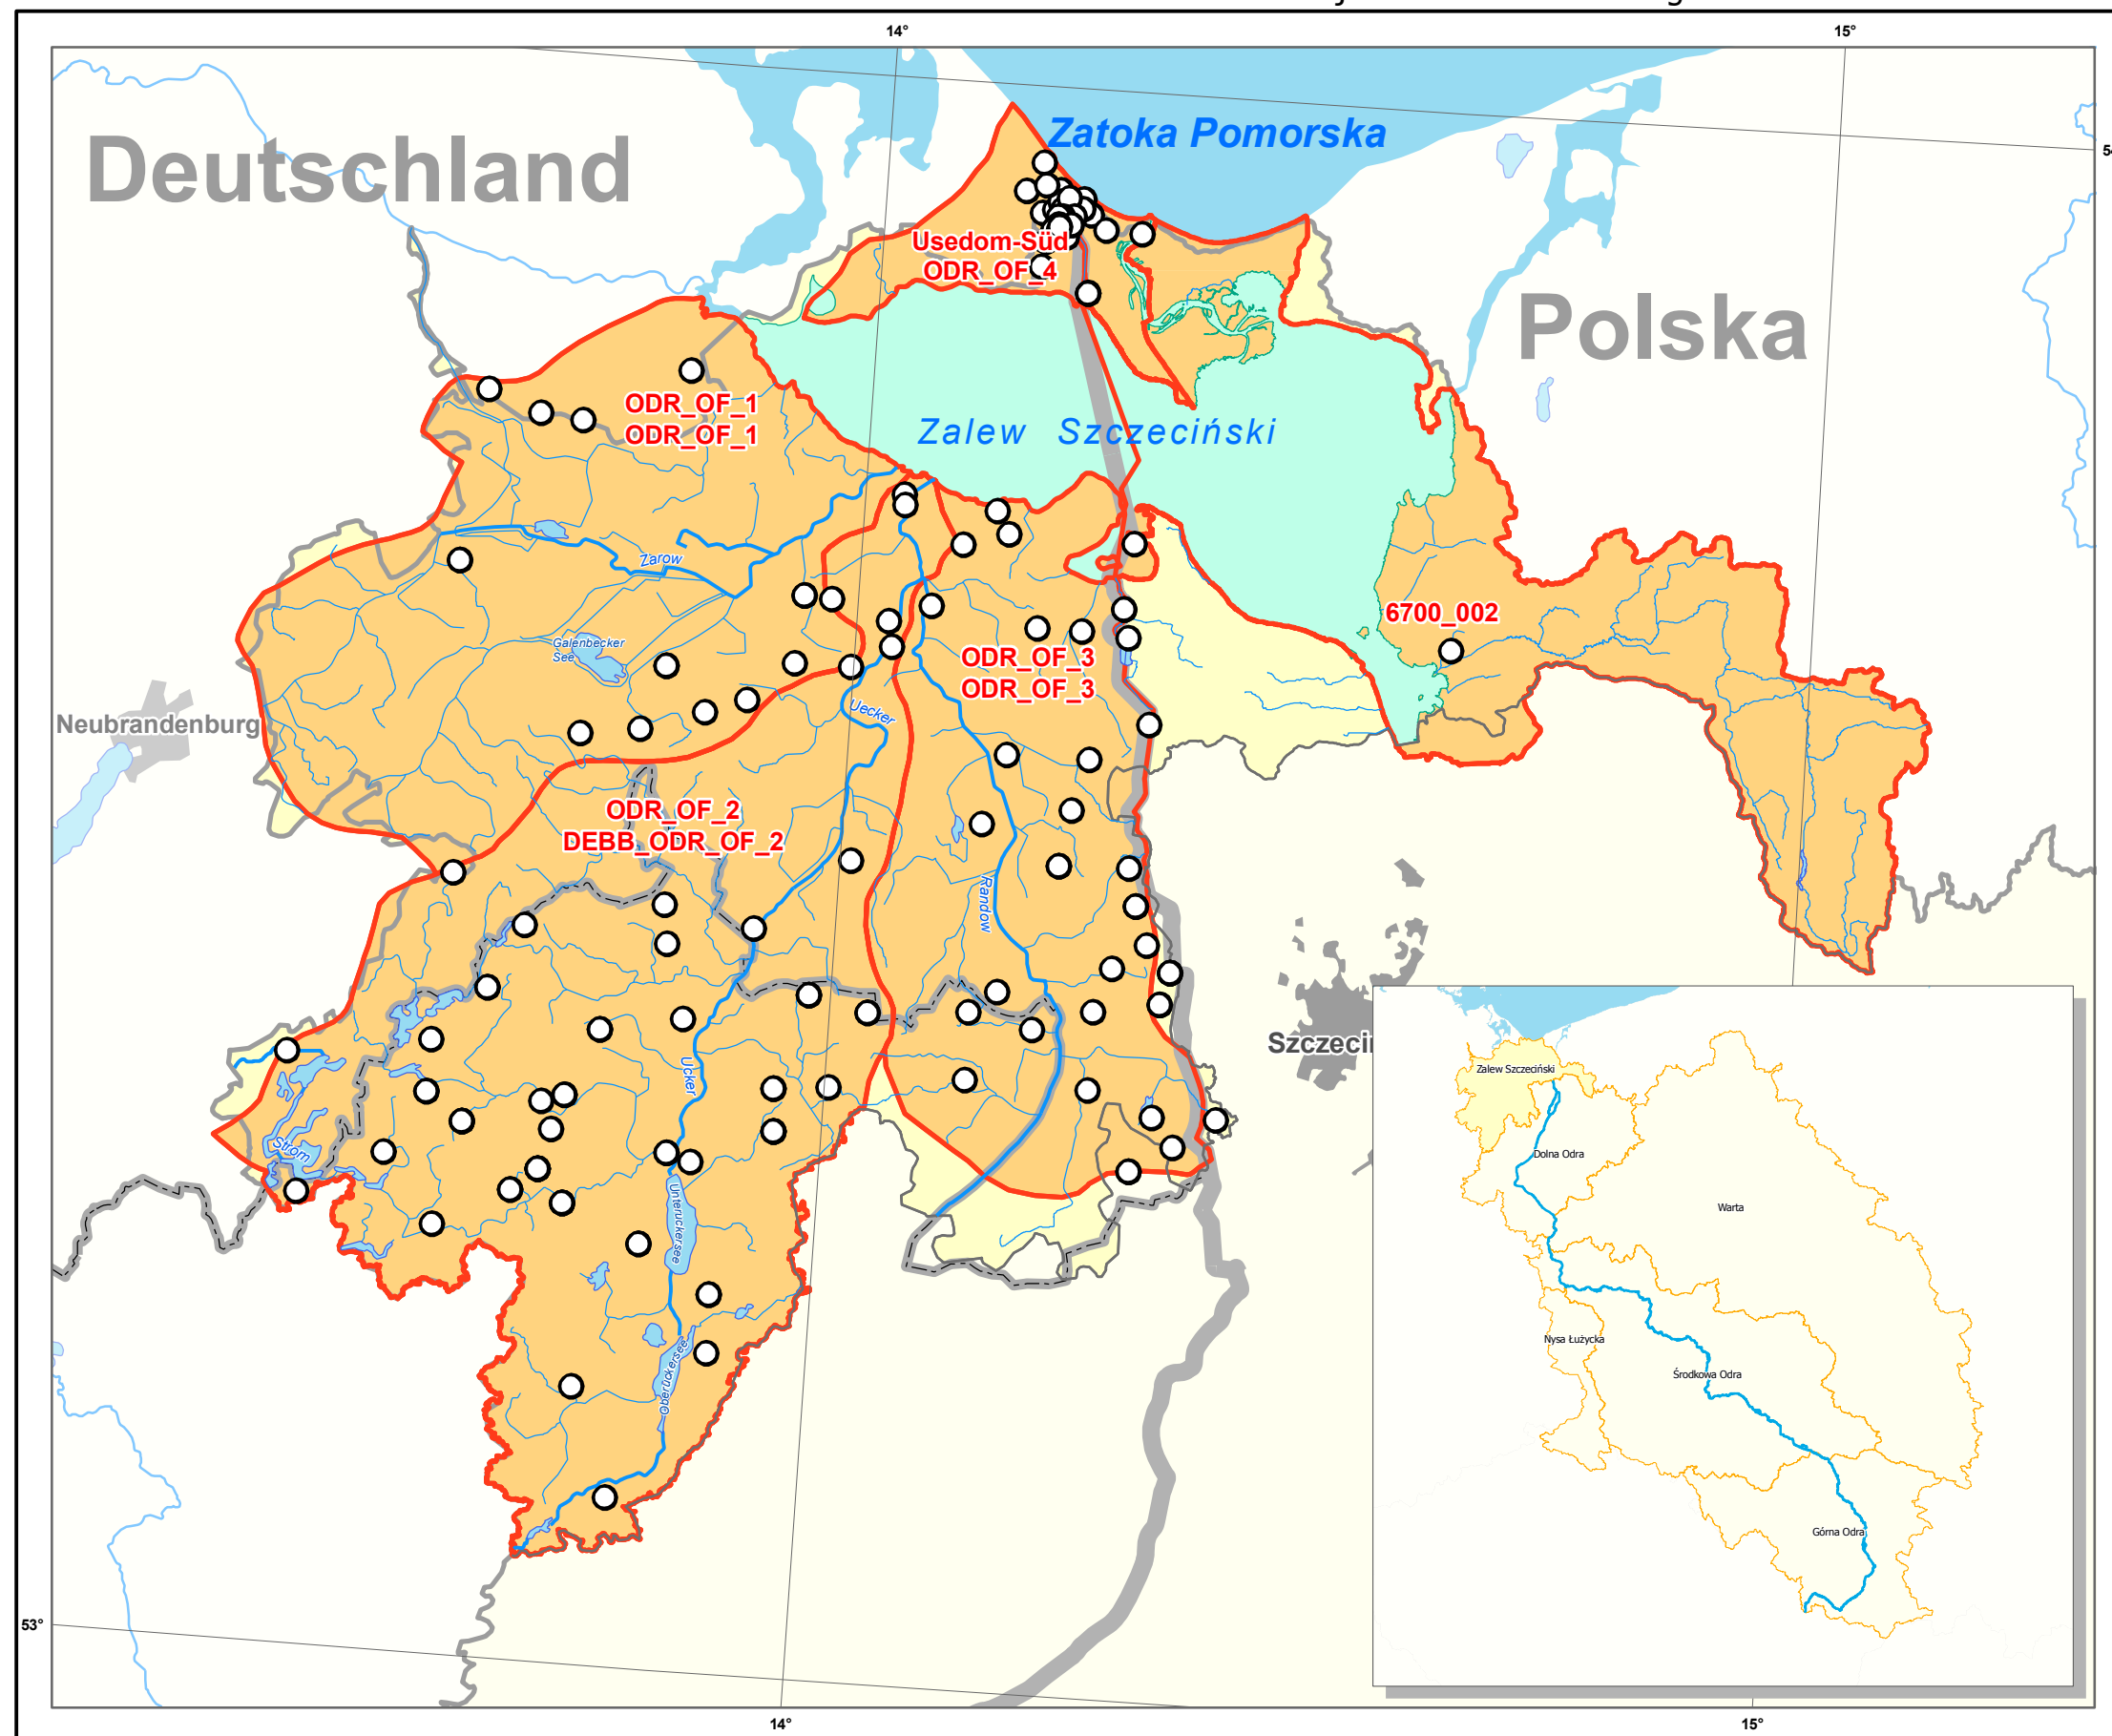 14°
15°
Deutschland
Zatoka Pomorska
Usedom-Süd
ODR_OF_4
Polska
ODR_OF_1
ODR_OF_1
Zalew Szczeciński
Zarow
Galenbecker
See
6700_002
ODR_OF_3
ODR_OF_3
Uecker
Neubrandenburg
ODR_OF_2
DEBB_ODR_OF_2
Randow
Szczecin
Ucker
Strom
Unteruckersee
Oberuckersee
Zalew Szczeciński
Dolna Odra
Warta
Nysa Łużycka
Środkowa Odra
Górna Odra
53°
14°
15°